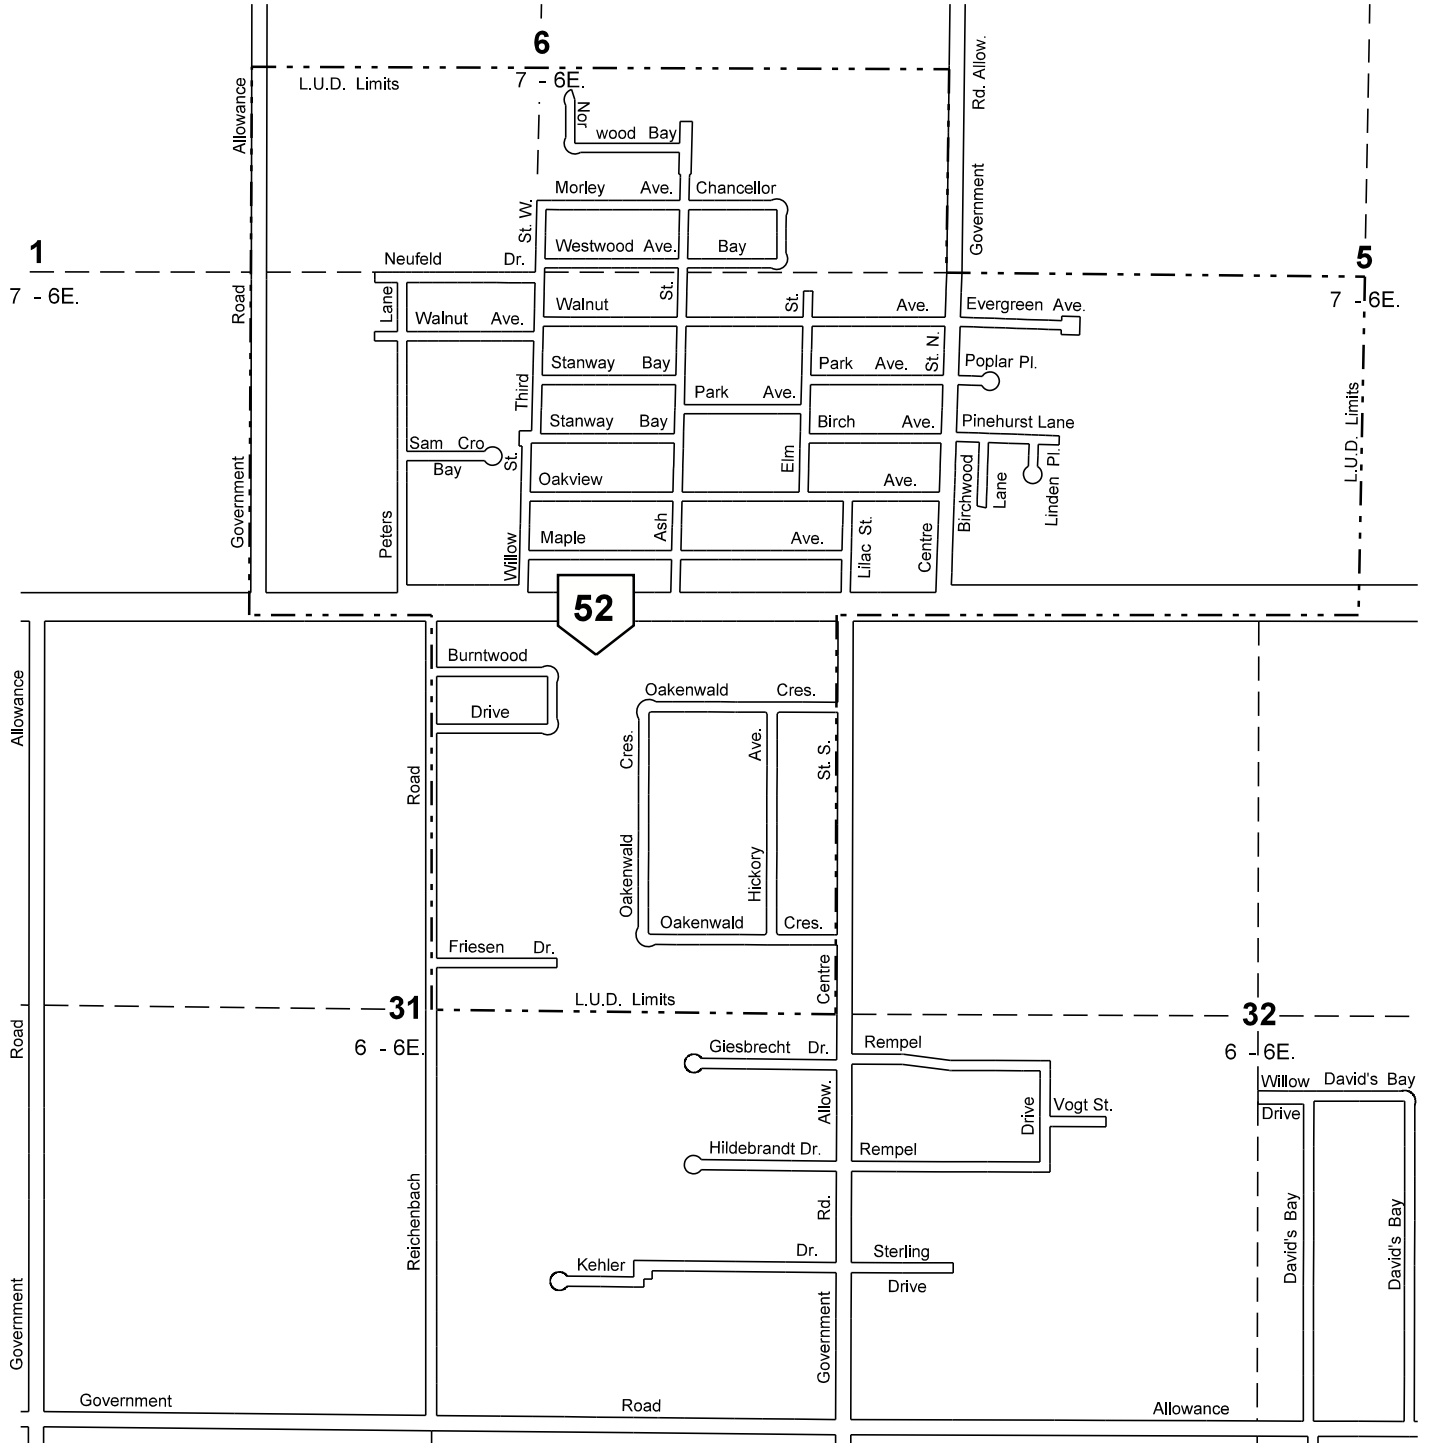 6
7 - 6E.
L.U.D. Limits
Allowance
Rd. Allow.
Nor
wood Bay
Morley Ave.
Chancellor
Government
St. W.
Westwood Ave.
Bay
1
7 - 6E.
Neufeld Dr.
5
7 - 6E.
Road
Lane
Walnut Ave.
Walnut
St.
St.
Ave.
Evergreen Ave.
Stanway Bay
Park Ave.
St. N.
Poplar Pl.
Third
Park Ave.
L.U.D. Limits
Stanway Bay
Birch Ave.
Pinehurst Lane
Sam Cro
Bay
St.
Elm
Oakview
Ave.
Birchwood
Lane
Linden Pl.
Government
Peters
Willow
Maple
Ash
Ave.
Lilac St.
Centre
52
Allowance
Burntwood
Drive
Oakenwald Cres.
Cres.
Ave.
St. S.
Road
Oakenwald
Hickory
Oakenwald Cres.
Friesen Dr.
Centre
L.U.D. Limits
31
6 - 6E.
32
6 - 6E.
Road
Giesbrecht Dr.
Rempel
Willow
Drive
David's Bay
Allow.
Drive
Vogt St.
Hildebrandt Dr.
Rempel
Reichenbach
Rd.
David's Bay
David's Bay
Kehler
Dr.
Sterling
Drive
Government
Government
Government
Road
Allowance